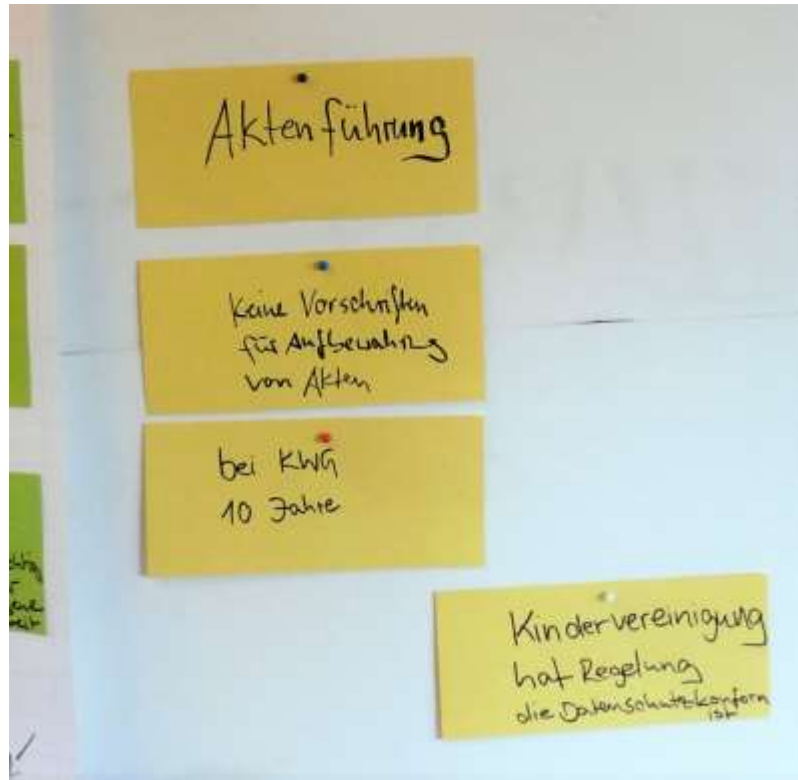 Aktenführung
keine Vorschriften
für Aufbewahrung
von Akten
bei KWG
10 Jahre
Kindervereinigung
hat Regelung
die Datenschutzkonform
ist